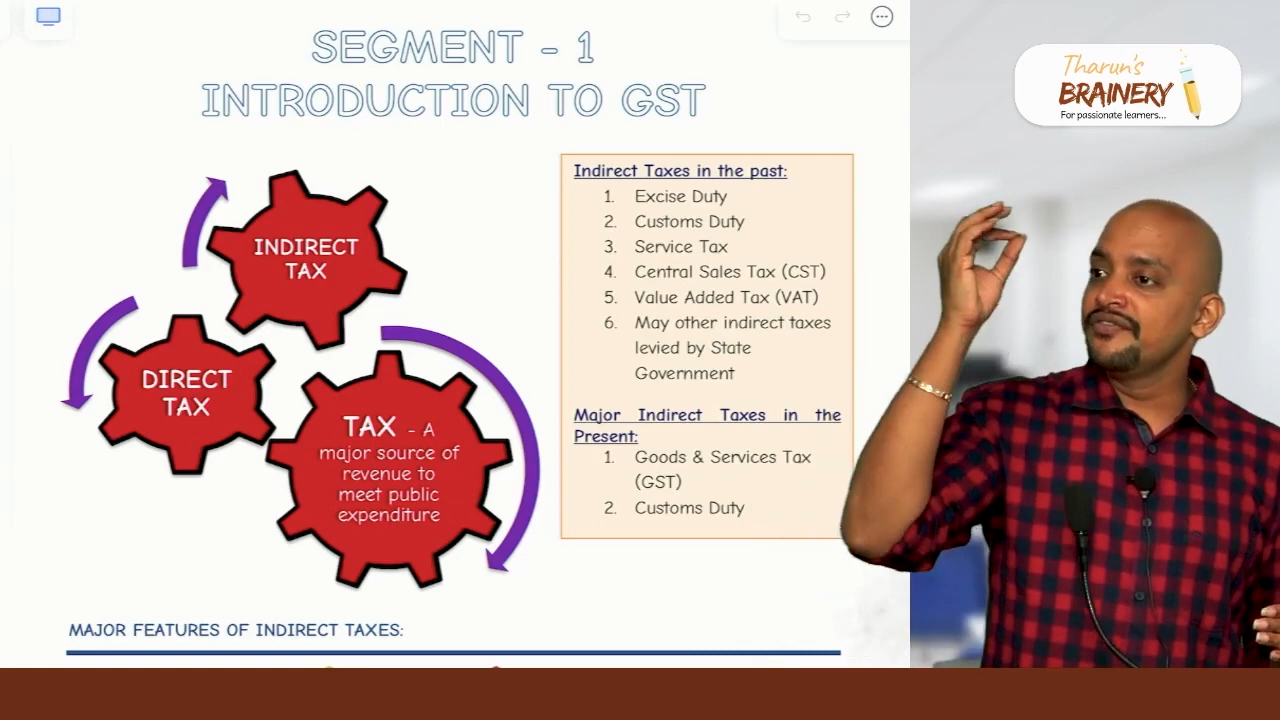 SEGMENT - 1
INTRODUCTION TO GST
Tharun's
BRAINERY
For passionate learners...
INDIRECT
TAX
DIRECT
TAX
TAX - A
major source of
revenue to
meet public
expenditure
Indirect Taxes in the past:
1. Excise Duty
2. Customs Duty
3. Service Tax
4. Central Sales Tax (CST)
5. Value Added Tax (VAT)
6. May other indirect taxes
levied by State
Government
Major Indirect Taxes in the
Present:
1. Goods & Services Tax
(GST)
2. Customs Duty
MAJOR FEATURES OF INDIRECT TAXES: